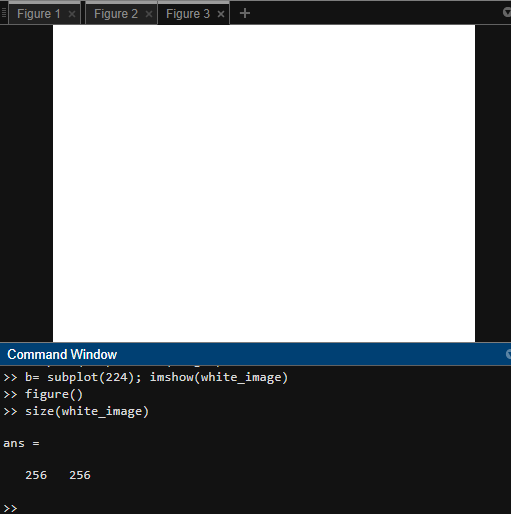 Figure 1 × Figure 2 × Figure 3 × +
Command Window
>> b= subplot(224); imshow(white_image)
>> figure()
>> size(white_image)
ans =
256 256
>>